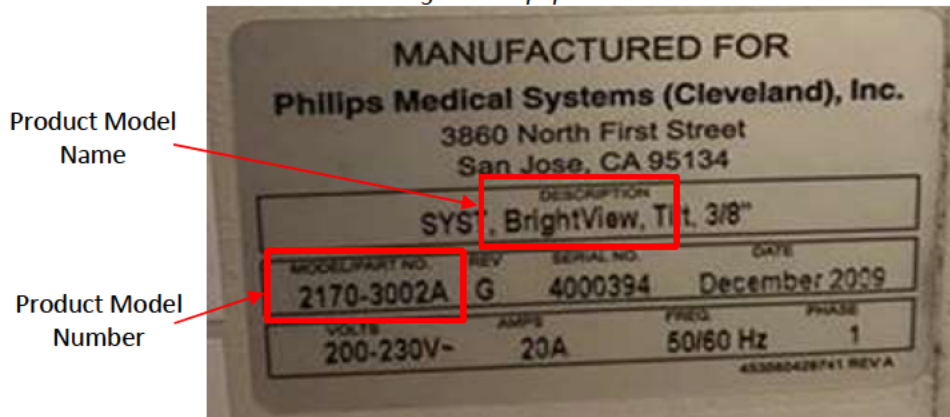 MANUFACTURED FOR
Philips Medical Systems (Cleveland), Inc.
3860 North First Street
San Jose, CA 95134
Product Model
Name
DESCRIPTION
SYST, BrightView, Tilt, 3/8"
MODEL/PART NO. REV SERIAL NO. DATE
2170-3002A G 4000394 December 2009
Product Model
Number
VOLTS AMPS FREQ. PHASE
200-230V~ 20A 50/60 Hz 1
REV A